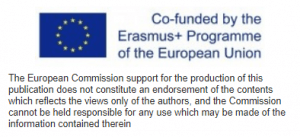 Co-funded by the
Erasmus+ Programme
of the European Union
The European Commission support for the production of this
publication does not constitute an endorsement of the contents
which reflects the views only of the authors, and the Commission
cannot be held responsible for any use which may be made of the
information contained therein